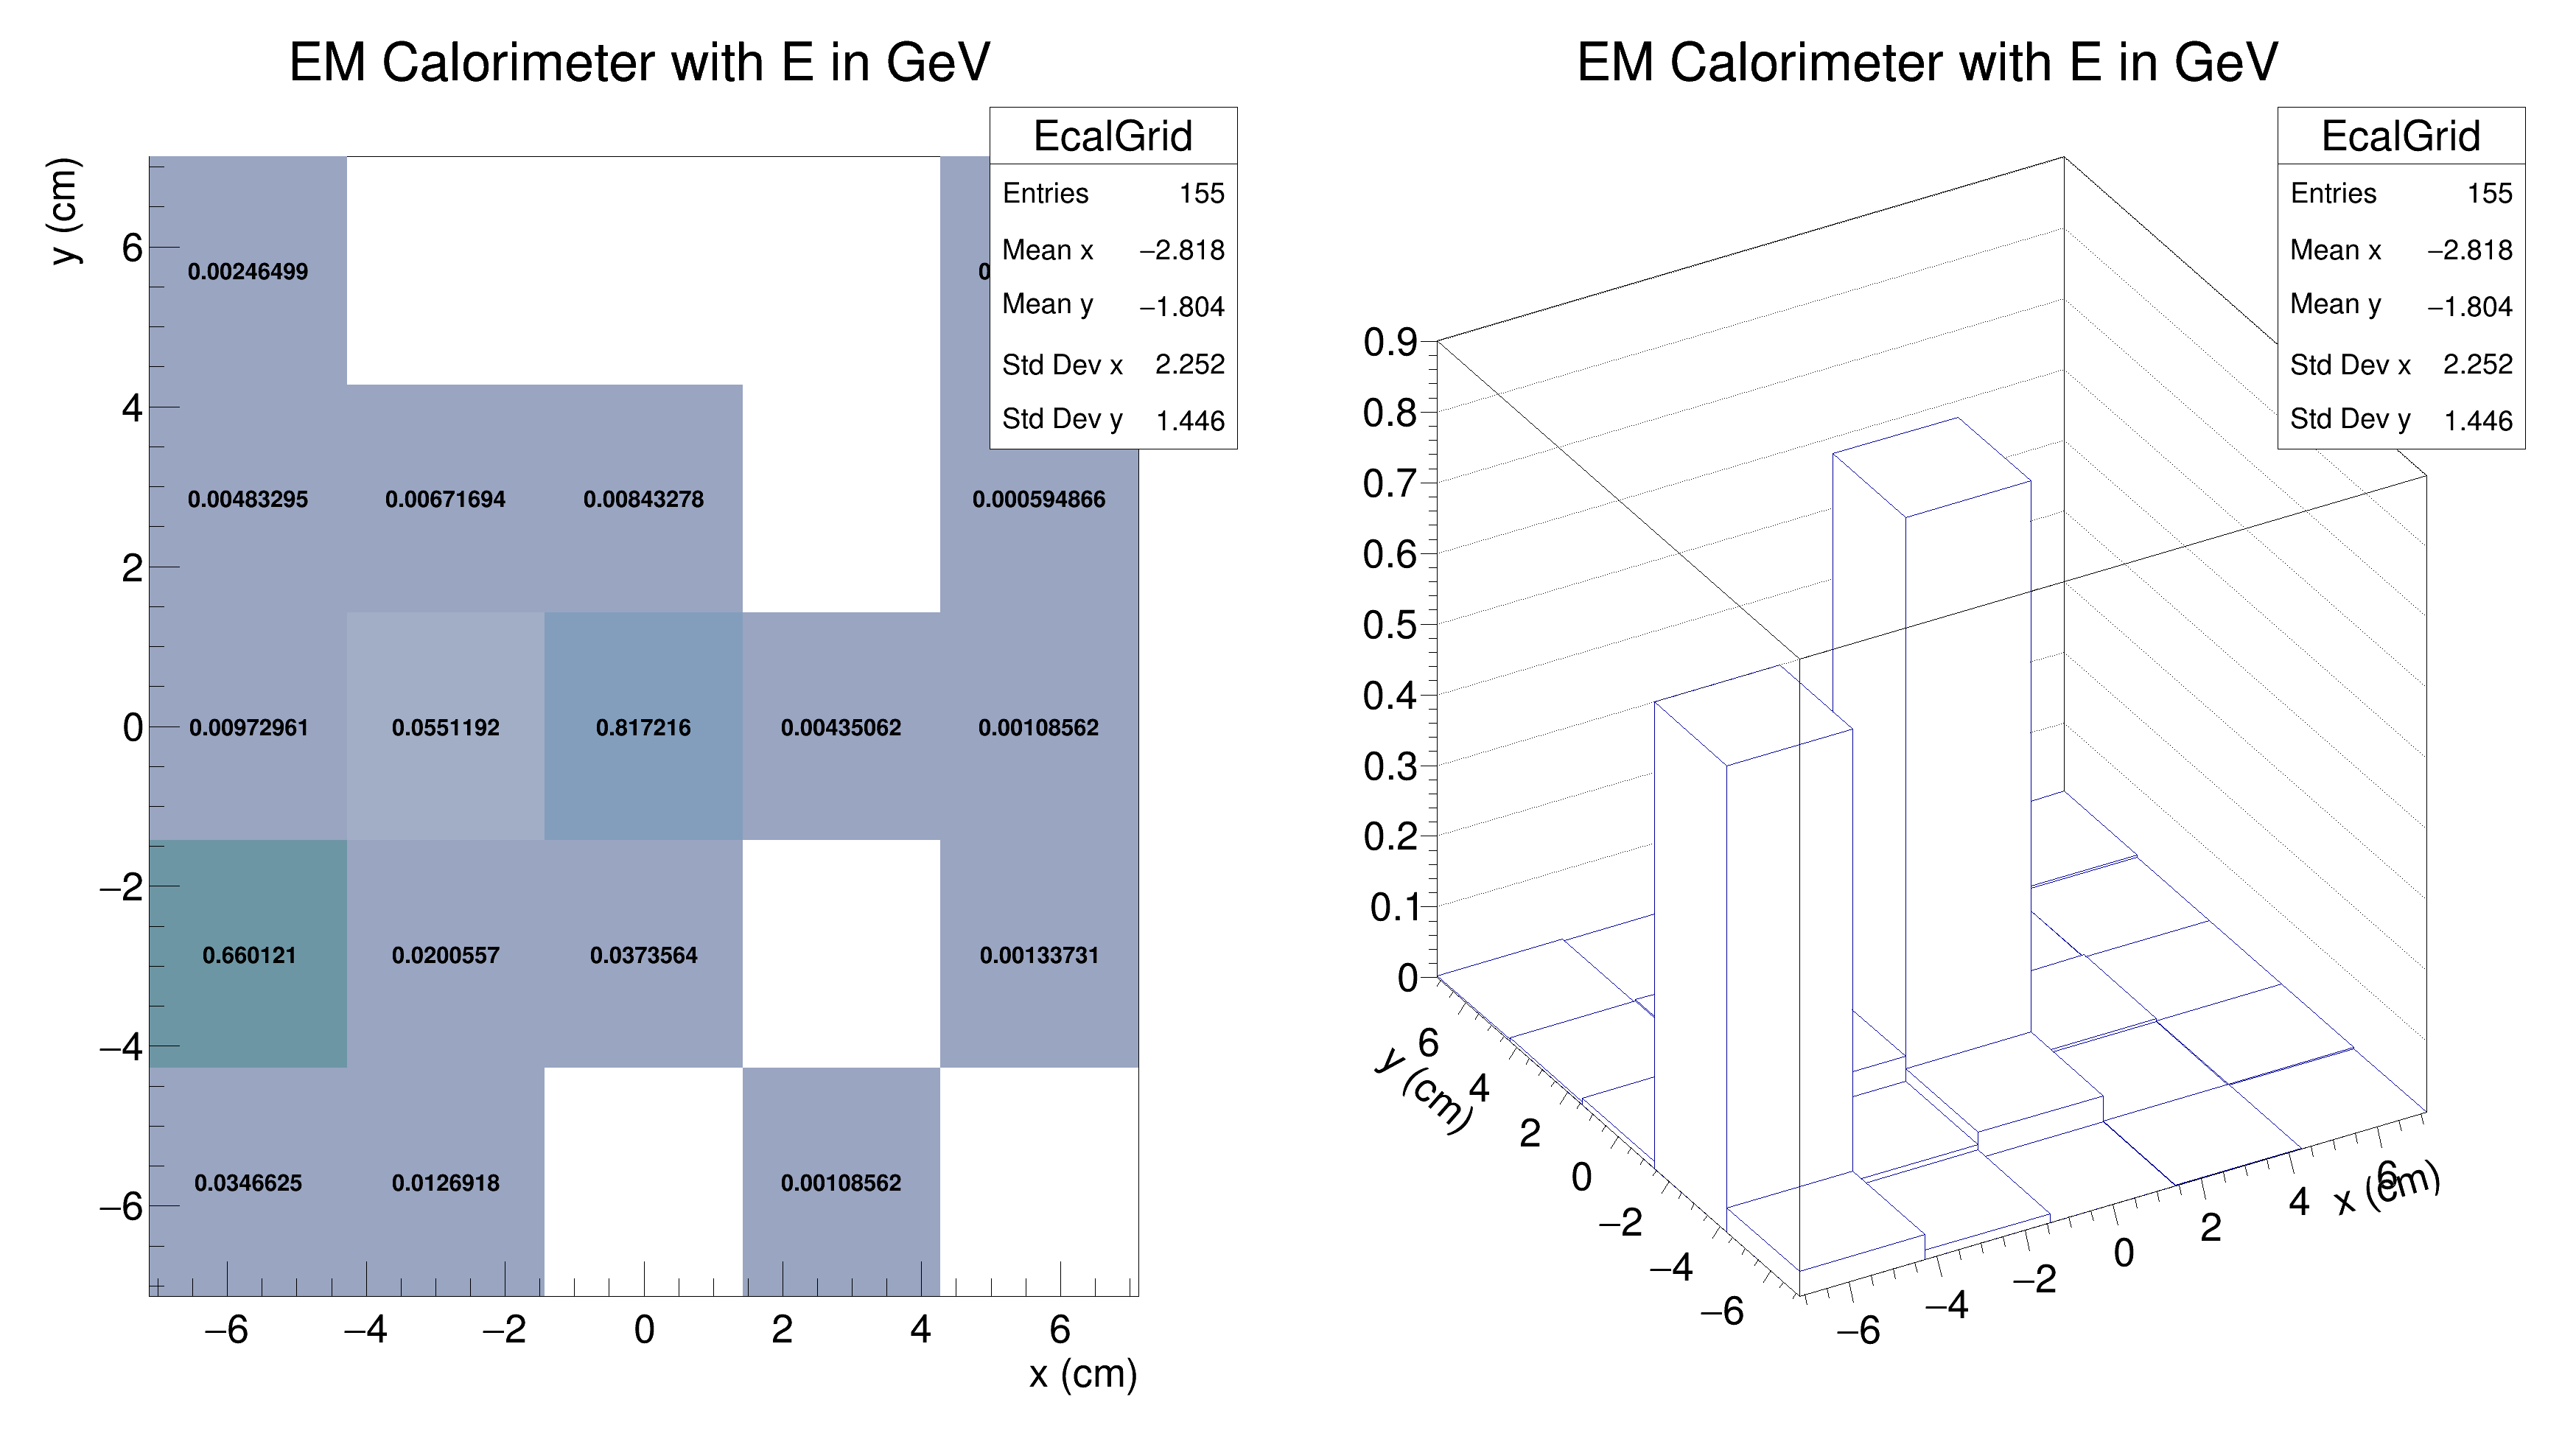 EM Calorimeter with E in GeV
EcalGrid
Entries 155
Mean x −2.818
Mean y −1.804
Std Dev x 2.252
Std Dev y 1.446
y (cm)
6
4
2
0
−2
−4
−6
0.00246499
0.00483295 0.00671694 0.00843278 0.000594866
0.00972961 0.0551192 0.817216 0.00435062 0.00108562
0.660121 0.0200557 0.0373564 0.00133731
0.0346625 0.0126918 0.00108562
−6 −4 −2 0 2 4 6
x (cm)
EM Calorimeter with E in GeV
EcalGrid
Entries 155
Mean x −2.818
Mean y −1.804
Std Dev x 2.252
Std Dev y 1.446
0.9
0.8
0.7
0.6
0.5
0.4
0.3
0.2
0.1
0
6
4
2
0
−2
−4
−6
y (cm)
−6
−4
−2
0
2
4
6
x (cm)